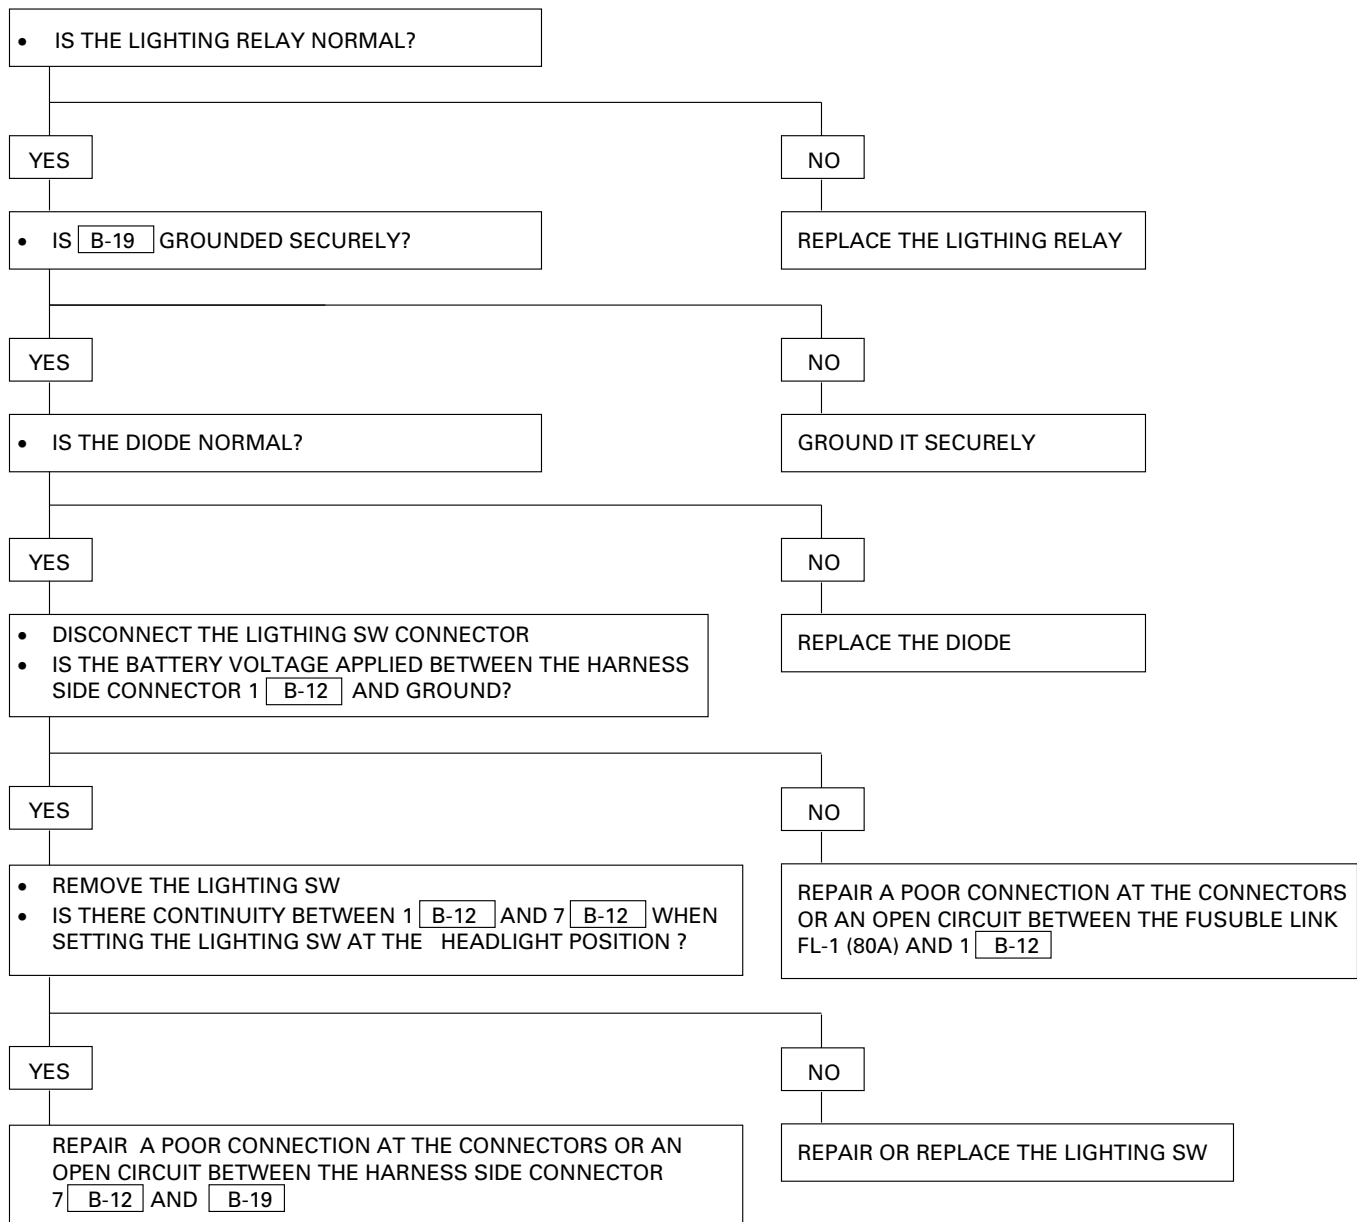 • IS THE LIGHTING RELAY NORMAL?
YES
NO
• IS B-19 GROUNDED SECURELY?
REPLACE THE LIGTHING RELAY
YES
NO
• IS THE DIODE NORMAL?
GROUND IT SECURELY
YES
NO
• DISCONNECT THE LIGTHING SW CONNECTOR
• IS THE BATTERY VOLTAGE APPLIED BETWEEN THE HARNESS
SIDE CONNECTOR 1 B-12 AND GROUND?
REPLACE THE DIODE
YES
NO
• REMOVE THE LIGHTING SW
• IS THERE CONTINUITY BETWEEN 1 B-12 AND 7 B-12 WHEN
SETTING THE LIGHTING SW AT THE HEADLIGHT POSITION ?
REPAIR A POOR CONNECTION AT THE CONNECTORS
OR AN OPEN CIRCUIT BETWEEN THE FUSUBLE LINK
FL-1 (80A) AND 1 B-12
YES
NO
REPAIR A POOR CONNECTION AT THE CONNECTORS OR AN
OPEN CIRCUIT BETWEEN THE HARNESS SIDE CONNECTOR
7 B-12 AND B-19
REPAIR OR REPLACE THE LIGHTING SW